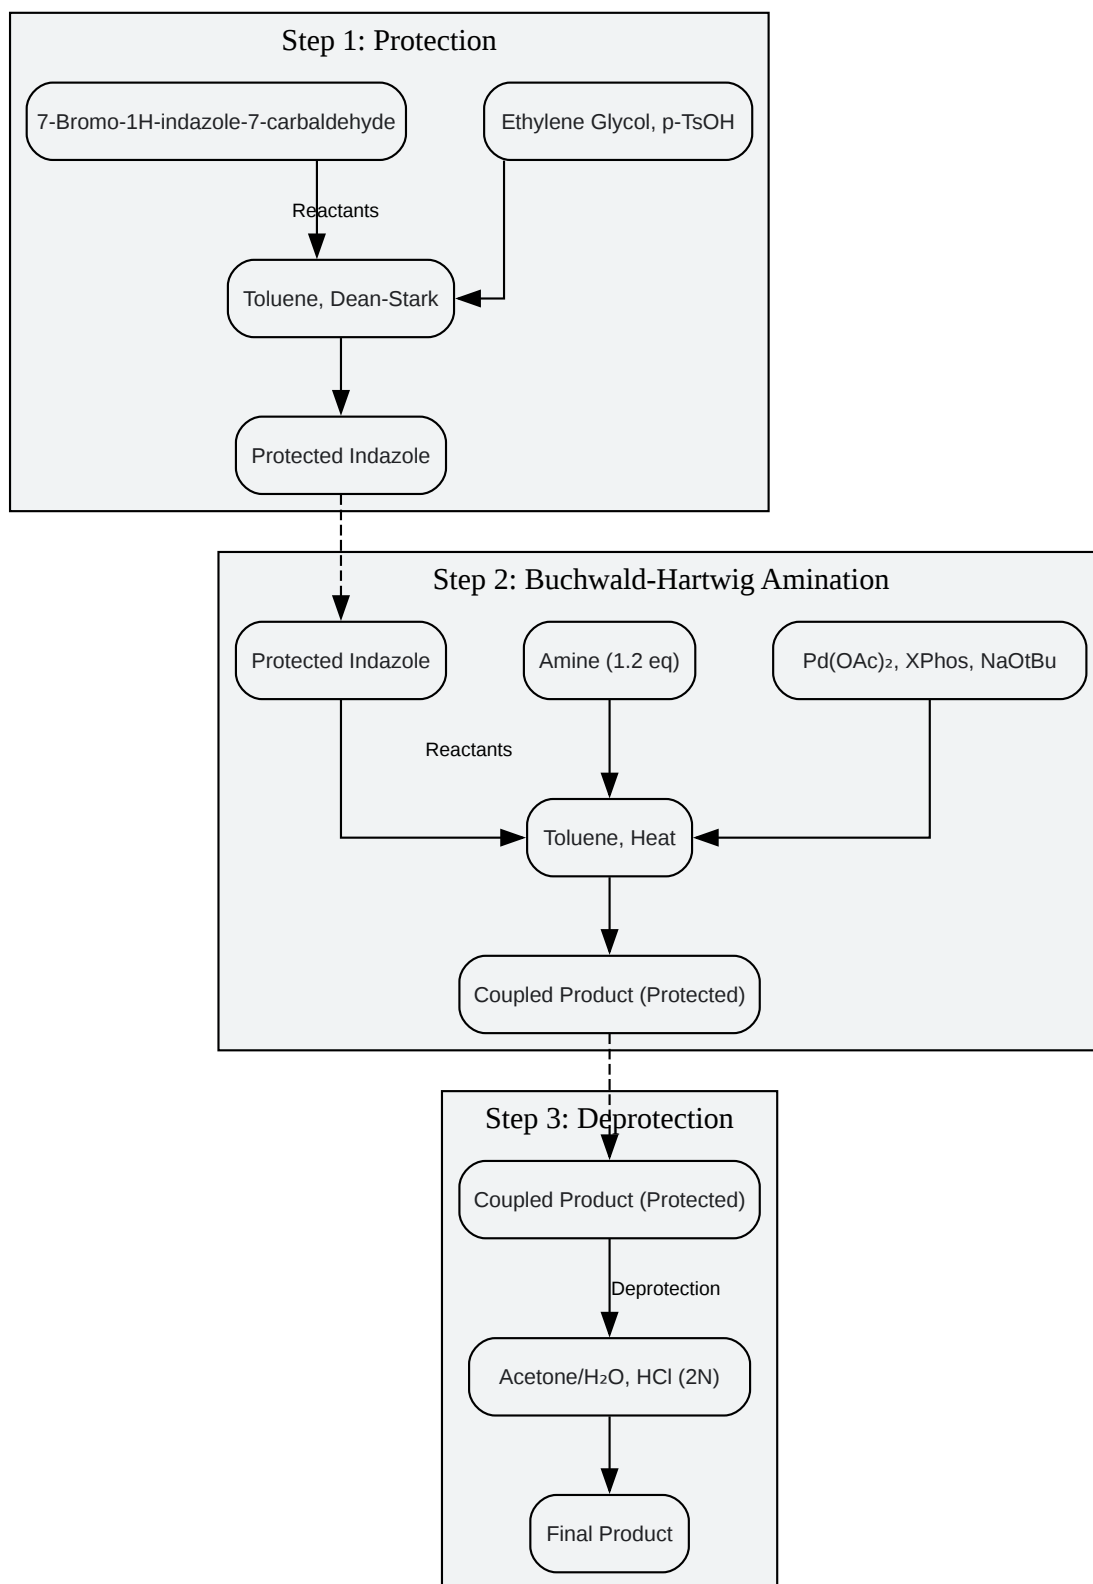 Step 1: Protection
7-Bromo-1H-indazole-7-carbaldehyde
Ethylene Glycol, p-TsOH
Reactants
Toluene, Dean-Stark
Protected Indazole
Step 2: Buchwald-Hartwig Amination
Protected Indazole
Amine (1.2 eq)
Pd(OAc)₂, XPhos, NaOtBu
Reactants
Toluene, Heat
Coupled Product (Protected)
Step 3: Deprotection
Coupled Product (Protected)
Deprotection
Acetone/H₂O, HCl (2N)
Final Product